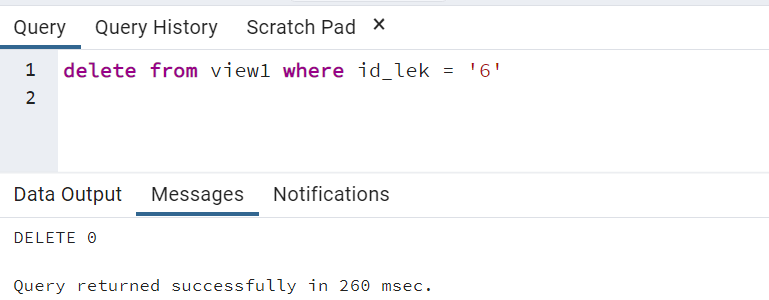 Query Query History Scratch Pad ×
1 delete from view1 where id_lek = '6'
2
Data Output Messages Notifications
DELETE 0
Query returned successfully in 260 msec.